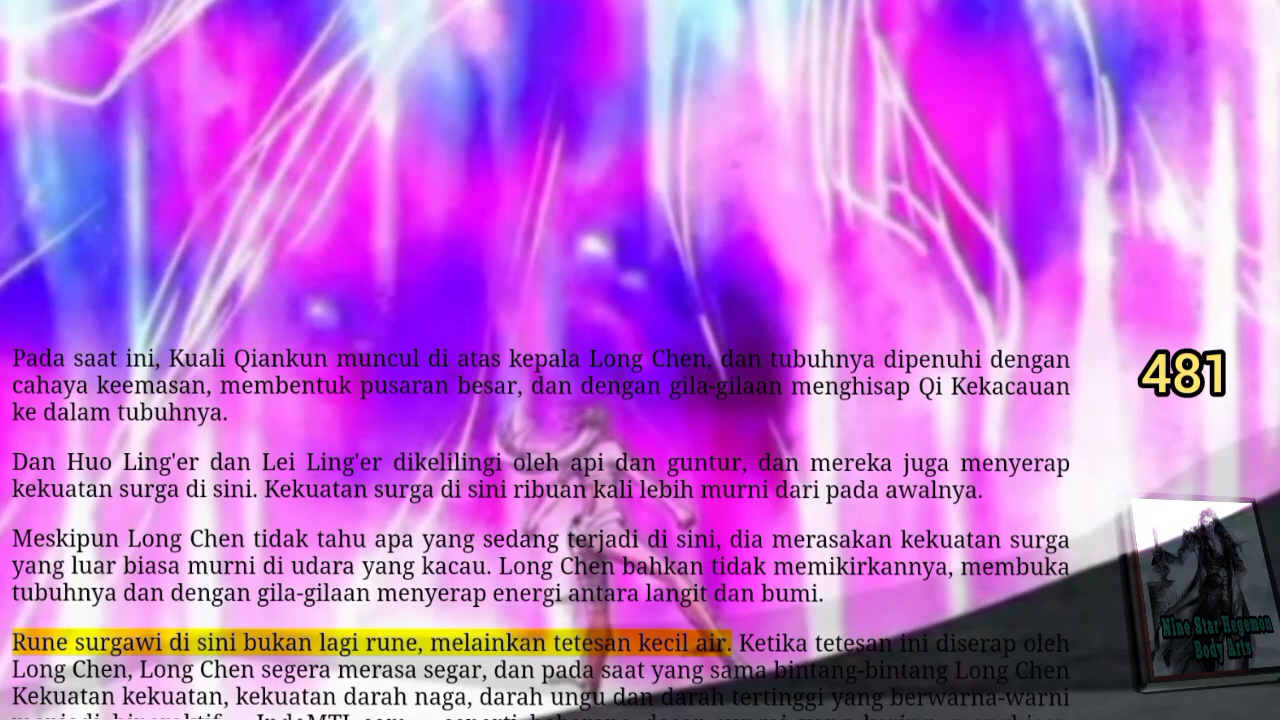 Pada saat ini, Kuali Qiankun muncul di atas kepala Long Chen, dan tubuhnya dipenuhi dengan
cahaya keemasan, membentuk pusaran besar, dan dengan gila-gilaan menghisap Qi Kekacauan
ke dalam tubuhnya.
481
Dan Huo Ling'er dan Lei Ling'er dikelilingi oleh api dan guntur, dan mereka juga menyerap
kekuatan surga di sini. Kekuatan surga di sini ribuan kali lebih murni dari pada awalnya.
Meskipun Long Chen tidak tahu apa yang sedang terjadi di sini, dia merasakan kekuatan surga
yang luar biasa murni di udara yang kacau. Long Chen bahkan tidak memikirkannya, membuka
tubuhnya dan dengan gila-gilaan menyerap energi antara langit dan bumi.
Nine Star Hegemon
Body Arts
Rune surgawi di sini bukan lagi rune, melainkan tetesan kecil air. Ketika tetesan ini diserap oleh
Long Chen, Long Chen segera merasa segar, dan pada saat yang sama bintang-bintang Long Chen
Kekuatan kekuatan, kekuatan darah naga, darah ungu dan darah tertinggi yang berwarna-warni